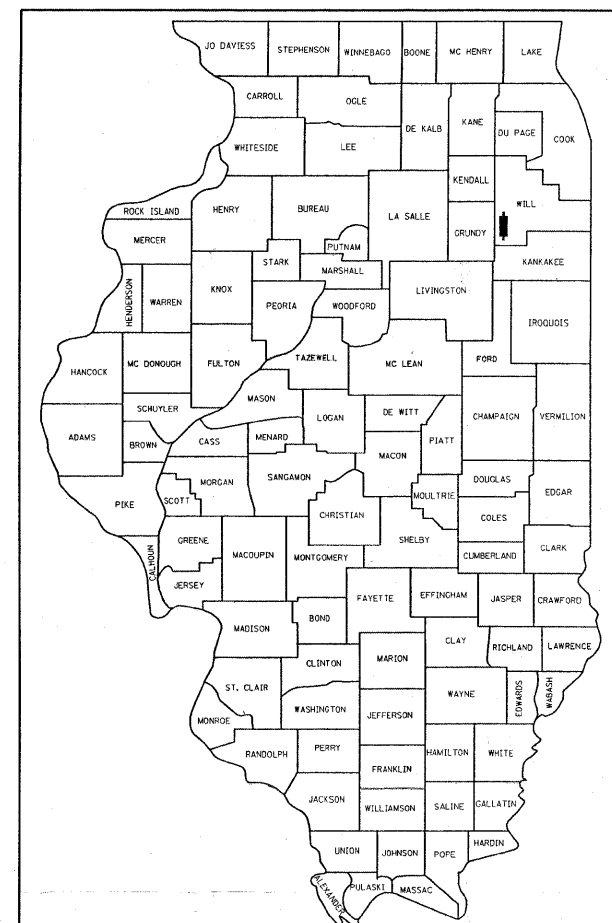 JO DAVIESS STEPHENSON WINNEBAGO BOONE MC HENRY LAKE
CARROLL OGLE DE KALB KANE DU PAGE COOK
WHITESIDE LEE
KENDALL WILL
ROCK ISLAND HENRY BUREAU LA SALLE GRUNDY
MERCER PUTNAM KANKAKEE
STARK MARSHALL
HENDERSON WARREN KNOX PEORIA WOODFORD LIVINGSTON IROQUOIS
HANCOCK MC DONOUGH FULTON TAZEWELL MC LEAN FORD
MASON
SCHUYLER LOGAN DE WITT CHAMPAIGN VERMILION
ADAMS BROWN CASS MENARD PIATT
MACON
MORGAN SANGAMON DOUGLAS EDGAR
PIKE SCOTT CHRISTIAN MOULTRIE COLES
GREENE MACOUPIN MONTGOMERY SHELBY
CALHOUN JERSEY CUMBERLAND CLARK
FAYETTE EFFINGHAM JASPER CRAWFORD
MADISON BOND
CLAY RICHLAND LAWRENCE
CLINTON MARION
ST. CLAIR WAYNE EDWARDS WABASH
WASHINGTON JEFFERSON
MONROE
RANDOLPH PERRY HAMILTON WHITE
FRANKLIN
JACKSON WILLIAMSON SALINE GALLATIN
UNION JOHNSON POPE HARDIN
ALEXANDER PULASKI MASSAC